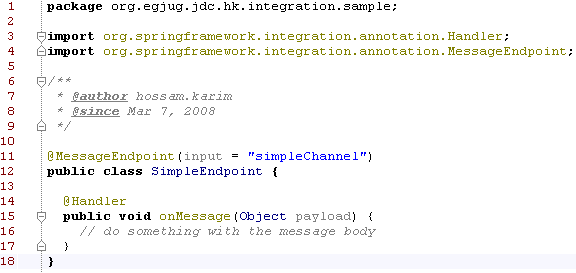 1 package org.egjug.jdc.hk.integration.sample;
2
3 import org.springframework.integration.annotation.Handler;
4 import org.springframework.integration.annotation.MessageEndpoint;
5
6 /**
7 * @author hossam.karim
8 * @since Mar 7, 2008
9 */
10
11 @MessageEndpoint(input = "simpleChannel")
12 public class SimpleEndpoint {
13
14 @Handler
15 public void onMessage(Object payload) {
16 // do something with the message body
17 }
18 }